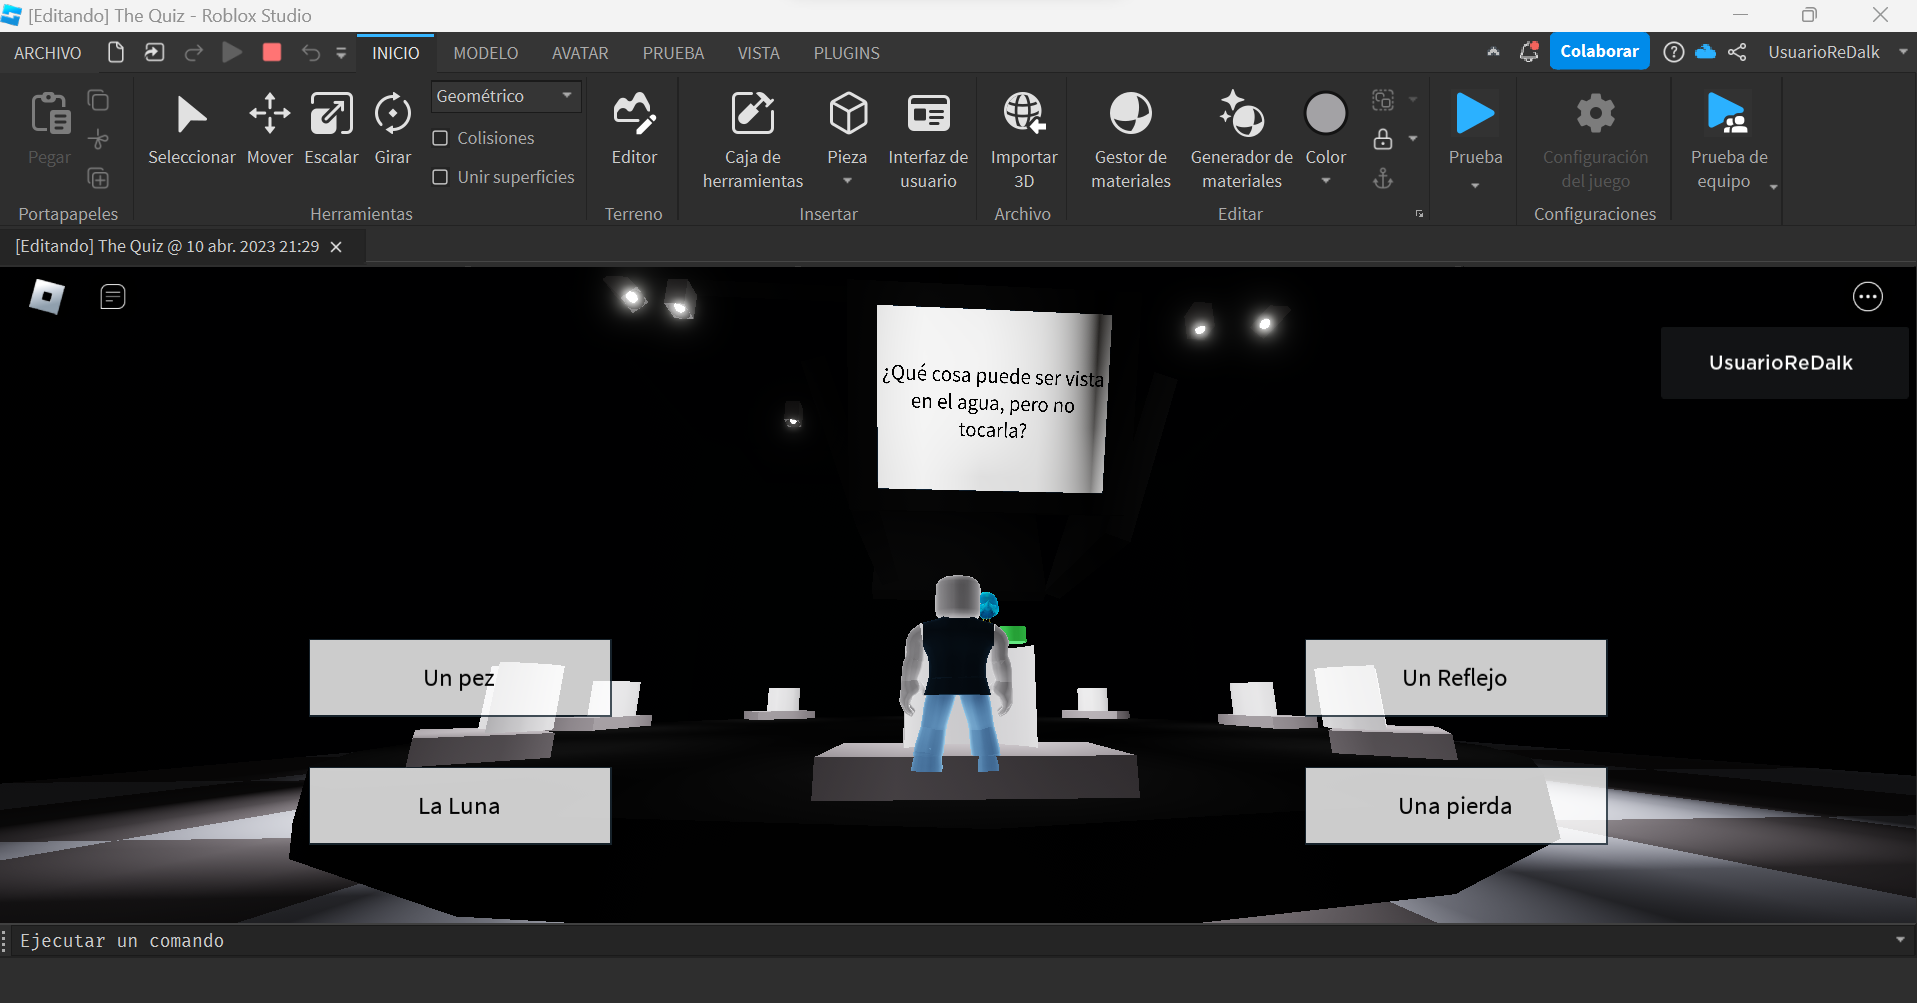 [Editando] The Quiz - Roblox Studio
ARCHIVO
INICIO
MODELO
AVATAR
PRUEBA
VISTA
PLUGINS
Colaborar
UsuarioReDalk
Pegar
Portapapeles
Seleccionar
Mover
Escalar
Girar
Geométrico
Colisiones
Unir superficies
Herramientas
Editor
Terreno
Caja de
herramientas
Pieza
Interfaz de
usuario
Insertar
Importar
3D
Archivo
Gestor de
materiales
Generador de
materiales
Color
Editar
Prueba
Configuración
del juego
Configuraciones
Prueba de
equipo
[Editando] The Quiz @ 10 abr. 2023 21:29
UsuarioReDalk
¿Qué cosa puede ser vista
en el agua, pero no
tocarla?
Un pez
Un Reflejo
La Luna
Una pierda
Ejecutar un comando